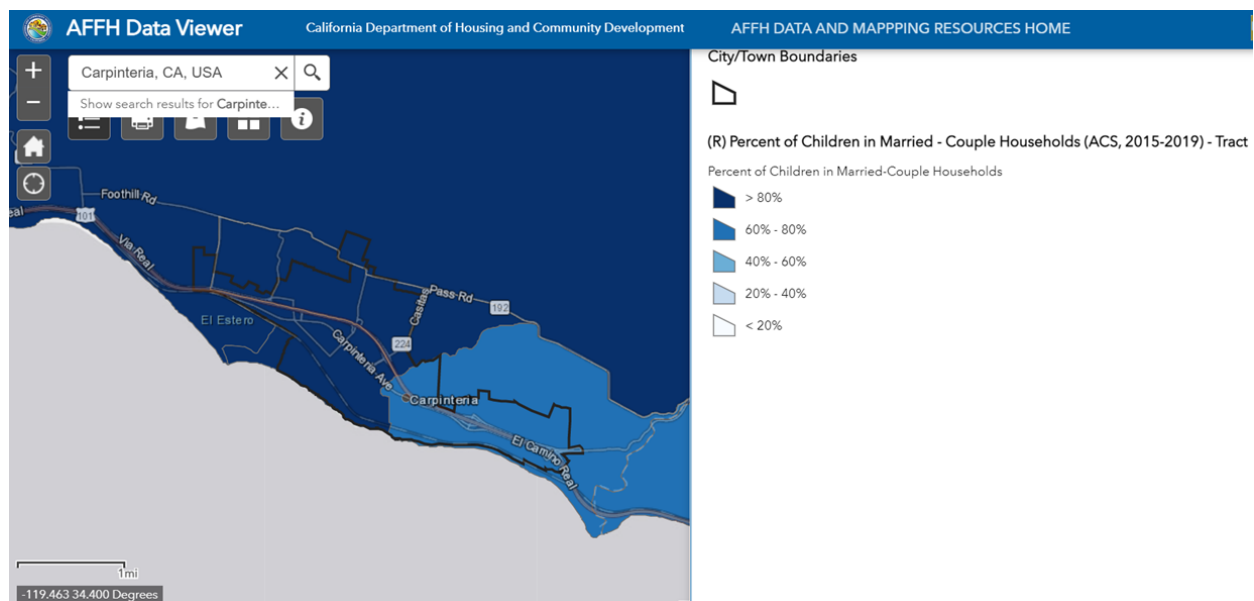 AFFH Data Viewer
California Department of Housing and Community Development
AFFH DATA AND MAPPPING RESOURCES HOME
Carpinteria, CA, USA
Show search results for Carpinte...
Foothill Rd
101
Via Real
El Estero
Carpinteria Ave
Casitas
Pass Rd
192
224
Carpinteria
El Camino Real
1mi
-119.463 34.400 Degrees
City/Town Boundaries
(R) Percent of Children in Married - Couple Households (ACS, 2015-2019) - Tract
Percent of Children in Married-Couple Households
> 80%
60% - 80%
40% - 60%
20% - 40%
< 20%